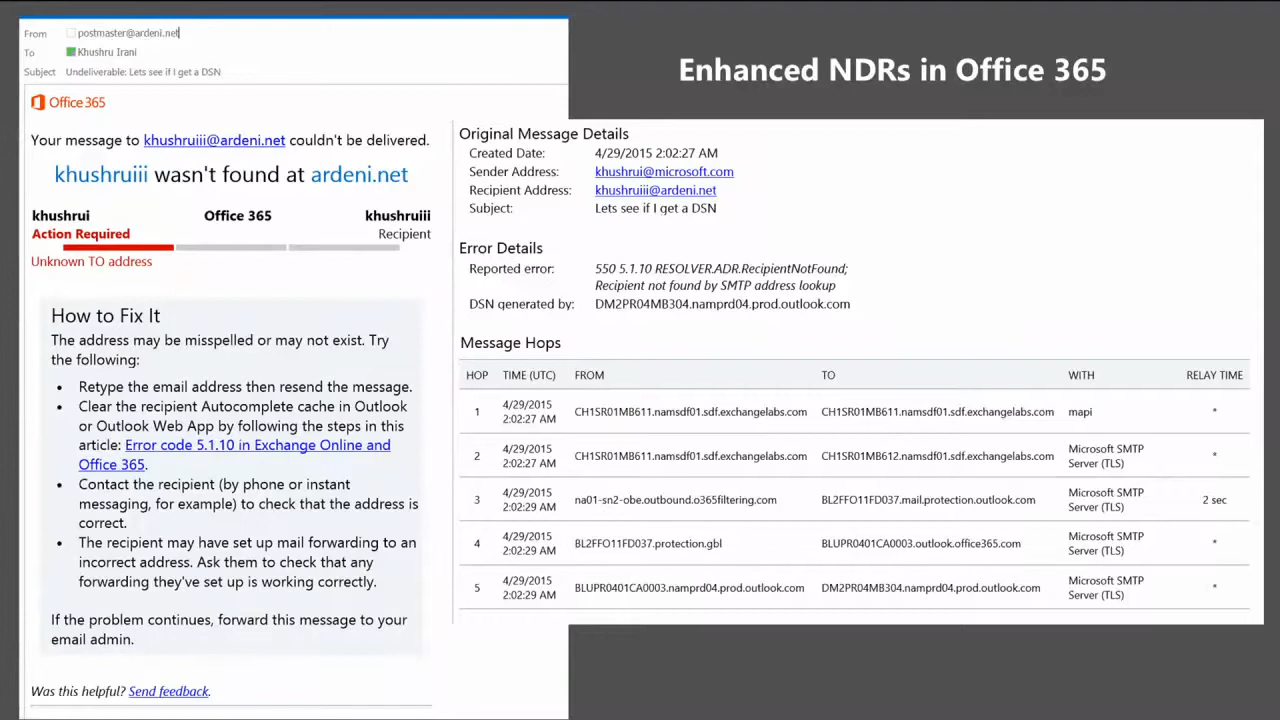 From postmaster@ardeni.net
To Khushru Irani
Subject Undeliverable: Lets see if I get a DSN
Office 365
Your message to khushruiii@ardeni.net couldn't be delivered.
khushruiii wasn't found at ardeni.net
khushrui Office 365 khushruiii
Action Required Recipient
Unknown TO address
How to Fix It
The address may be misspelled or may not exist. Try
the following:
• Retype the email address then resend the message.
• Clear the recipient Autocomplete cache in Outlook
or Outlook Web App by following the steps in this
article: Error code 5.1.10 in Exchange Online and
Office 365.
• Contact the recipient (by phone or instant
messaging, for example) to check that the address is
correct.
• The recipient may have set up mail forwarding to an
incorrect address. Ask them to check that any
forwarding they've set up is working correctly.
If the problem continues, forward this message to your
email admin.
Was this helpful? Send feedback.
Enhanced NDRs in Office 365
Original Message Details
Created Date: 4/29/2015 2:02:27 AM
Sender Address: khushrui@microsoft.com
Recipient Address: khushruiii@ardeni.net
Subject: Lets see if I get a DSN
Error Details
Reported error: 550 5.1.10 RESOLVER.ADR.RecipientNotFound;
Recipient not found by SMTP address lookup
DSN generated by: DM2PR04MB304.namprd04.prod.outlook.com
Message Hops
HOP TIME (UTC) FROM TO WITH RELAY TIME
1 4/29/2015 2:02:27 AM CH1SR01MB611.namsdf01.sdf.exchangelabs.com CH1SR01MB611.namsdf01.sdf.exchangelabs.com mapi *
2 4/29/2015 2:02:27 AM CH1SR01MB611.namsdf01.sdf.exchangelabs.com CH1SR01MB612.namsdf01.sdf.exchangelabs.com Microsoft SMTP Server (TLS) *
3 4/29/2015 2:02:29 AM na01-sn2-obe.outbound.o365filtering.com BL2FFO11FD037.mail.protection.outlook.com Microsoft SMTP Server (TLS) 2 sec
4 4/29/2015 2:02:29 AM BL2FFO11FD037.protection.gbl BLUPR0401CA0003.outlook.office365.com Microsoft SMTP Server (TLS) *
5 4/29/2015 2:02:29 AM BLUPR0401CA0003.namprd04.prod.outlook.com DM2PR04MB304.namprd04.prod.outlook.com Microsoft SMTP Server (TLS) *